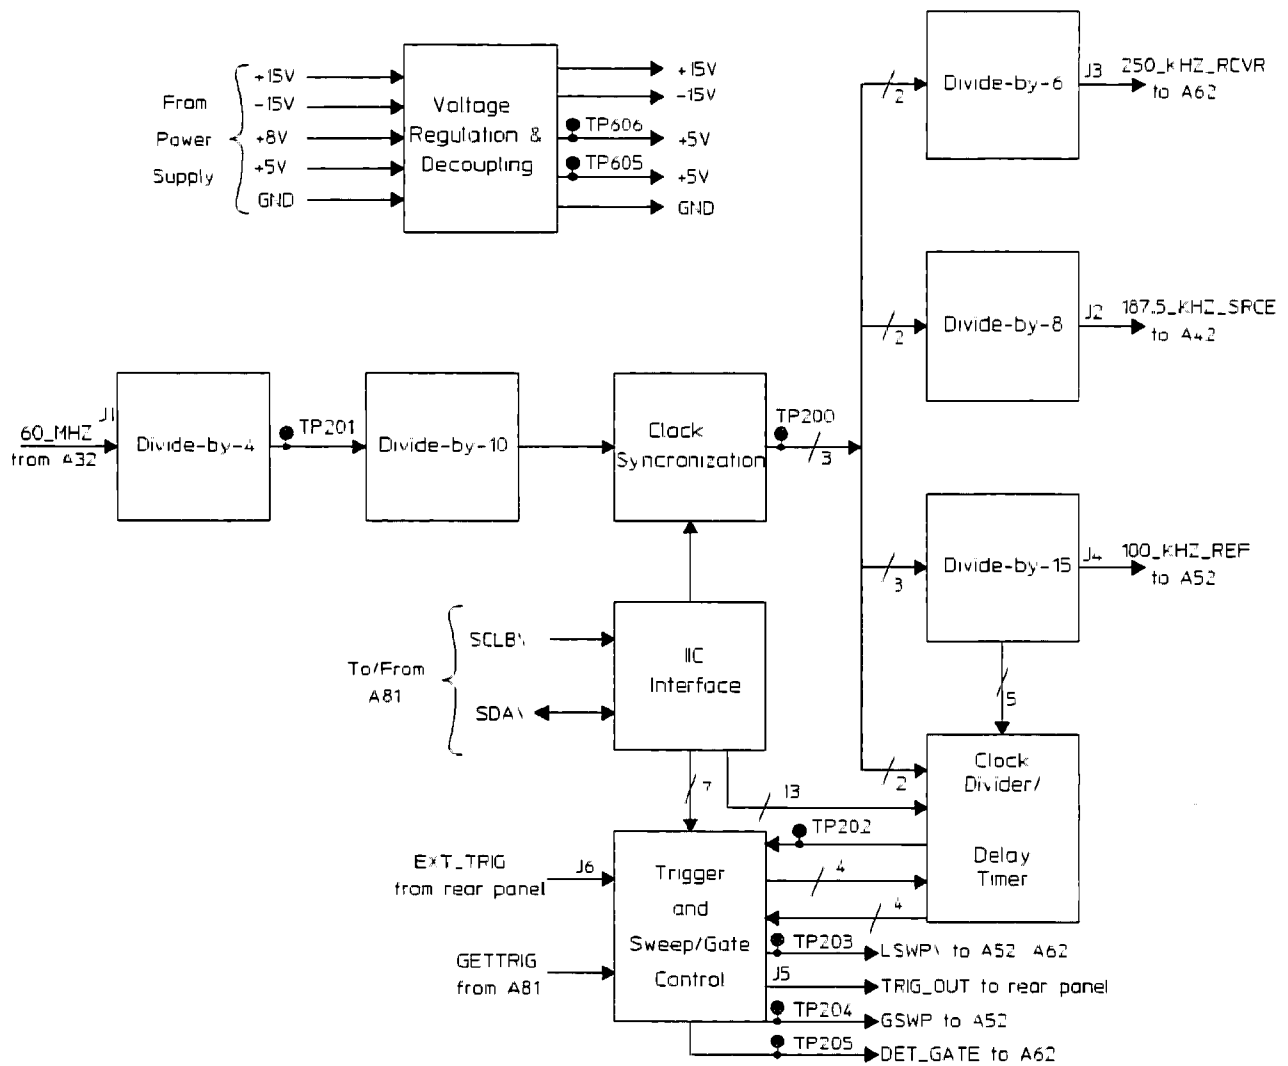 From
Power
Supply
+15V
-15V
+8V
+5V
GND
Voltage
Regulation &
Decoupling
+15V
-15V
TP606
+5V
TP605
+5V
GND
2
Divide-by-6
J3
250_KHZ_RCVR
to A62
2
Divide-by-8
J2
187.5_KHZ_SRCE
to A42
60_MHZ
from A32
J1
Divide-by-4
TP201
Divide-by-10
Clock
Syncronization
TP200
3
3
Divide-by-15
J4
100_KHZ_REF
to A52
5
To/From
A81
SCLB\
SDA\
IIC
Interface
7
13
2
Clock
Divider/
Delay
Timer
TP202
4
4
EXT_TRIG
from rear panel
J6
GETTRIG
from A81
Trigger
and
Sweep/Gate
Control
TP203
LSWP\ to A52 A62
J5
TRIG_OUT to rear panel
TP204
GSWP to A52
TP205
DET_GATE to A62